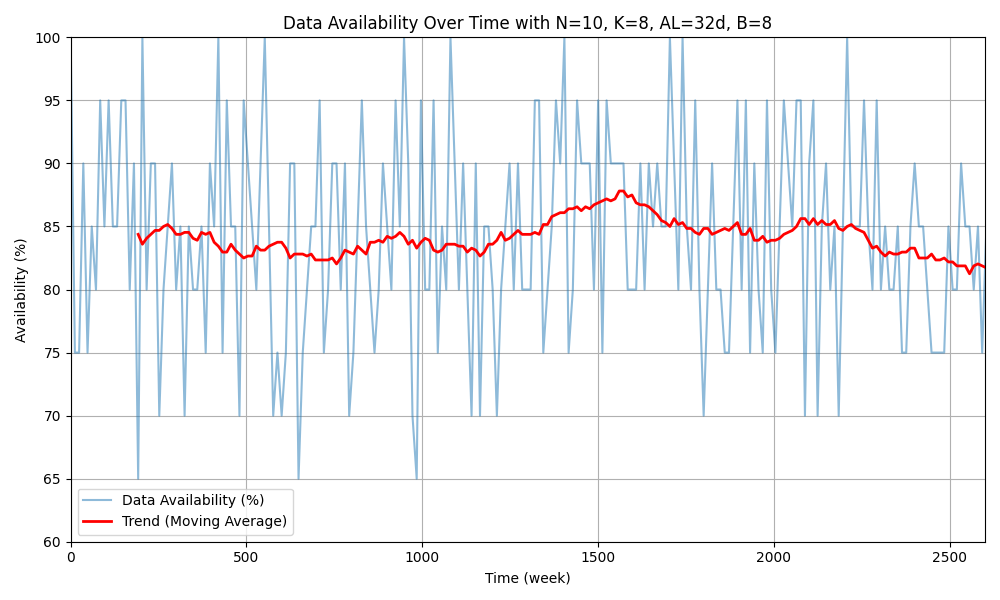 Data Availability Over Time with N=10, K=8, AL=32d, B=8
100
95
90
85
80
75
70
65
60
Availability (%)
Data Availability (%)
Trend (Moving Average)
0 500 1000 1500 2000 2500
Time (week)